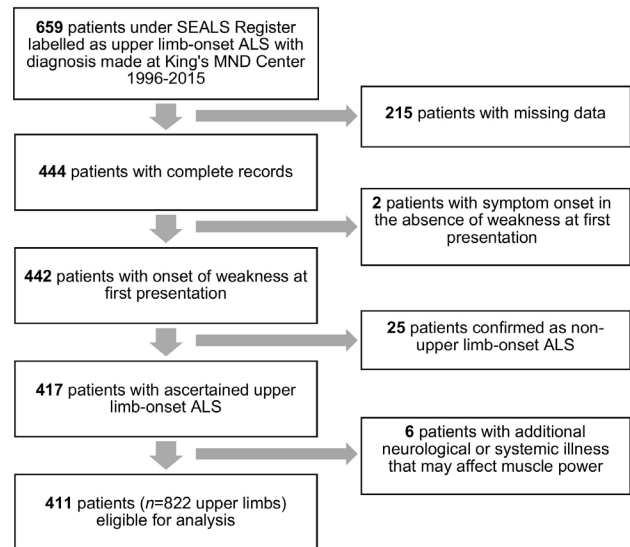 659 patients under SEALS Register
labelled as upper limb-onset ALS with
diagnosis made at King's MND Center
1996-2015
215 patients with missing data
444 patients with complete records
2 patients with symptom onset in
the absence of weakness at first
presentation
442 patients with onset of weakness at
first presentation
25 patients confirmed as non-
upper limb-onset ALS
417 patients with ascertained upper
limb-onset ALS
6 patients with additional
neurological or systemic illness
that may affect muscle power
411 patients (n=822 upper limbs)
eligible for analysis